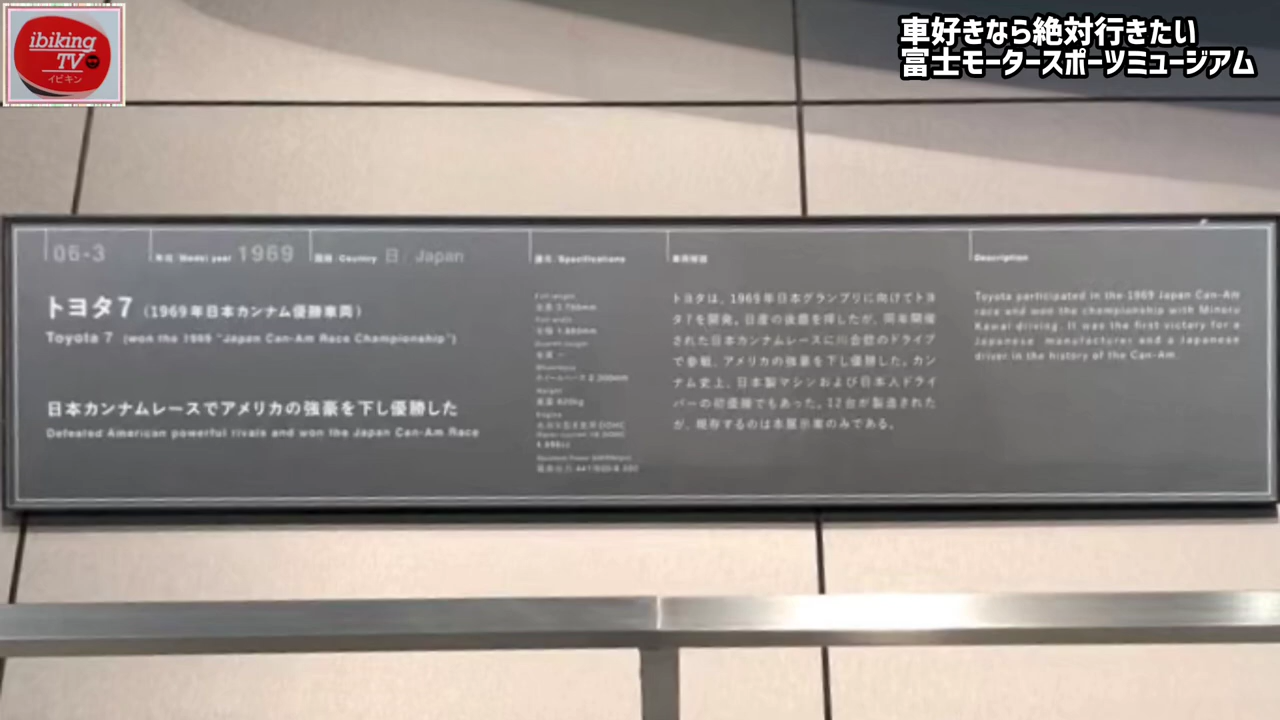 ibiking
TV
イビキン
車好きなら絶対行きたい
富士モータースポーツミュージアム
06-3
年式 Model year 1969
Country 日 Japan
Specifications
車両解説
Description
トヨタ7 (1969年日本カンナム優勝車両)
Toyota 7 (won the 1969 "Japan Can-Am Race Championship")
日本カンナムレースでアメリカの強豪を下し優勝した
Defeated American powerful rivals and won the Japan Can-Am Race
Engine
トヨタは、1969年日本グランプリに向けてトヨ
タ7を開発。日産の後塵を拝したが、同年開催
された日本カンナムレースに川合稔のドライブ
で参戦、アメリカの強豪を下し優勝した。カン
ナム史上、日本製マシンおよび日本人ドライ
バーの初優勝でもあった。12台が製造された
が、現存するのは本展示車のみである。
Toyota participated in the 1969 Japan Can-Am
race and won the championship with Minoru
Kawai driving. It was the first victory for a
Japanese manufacturer and a Japanese
driver in the history of the Can-Am.